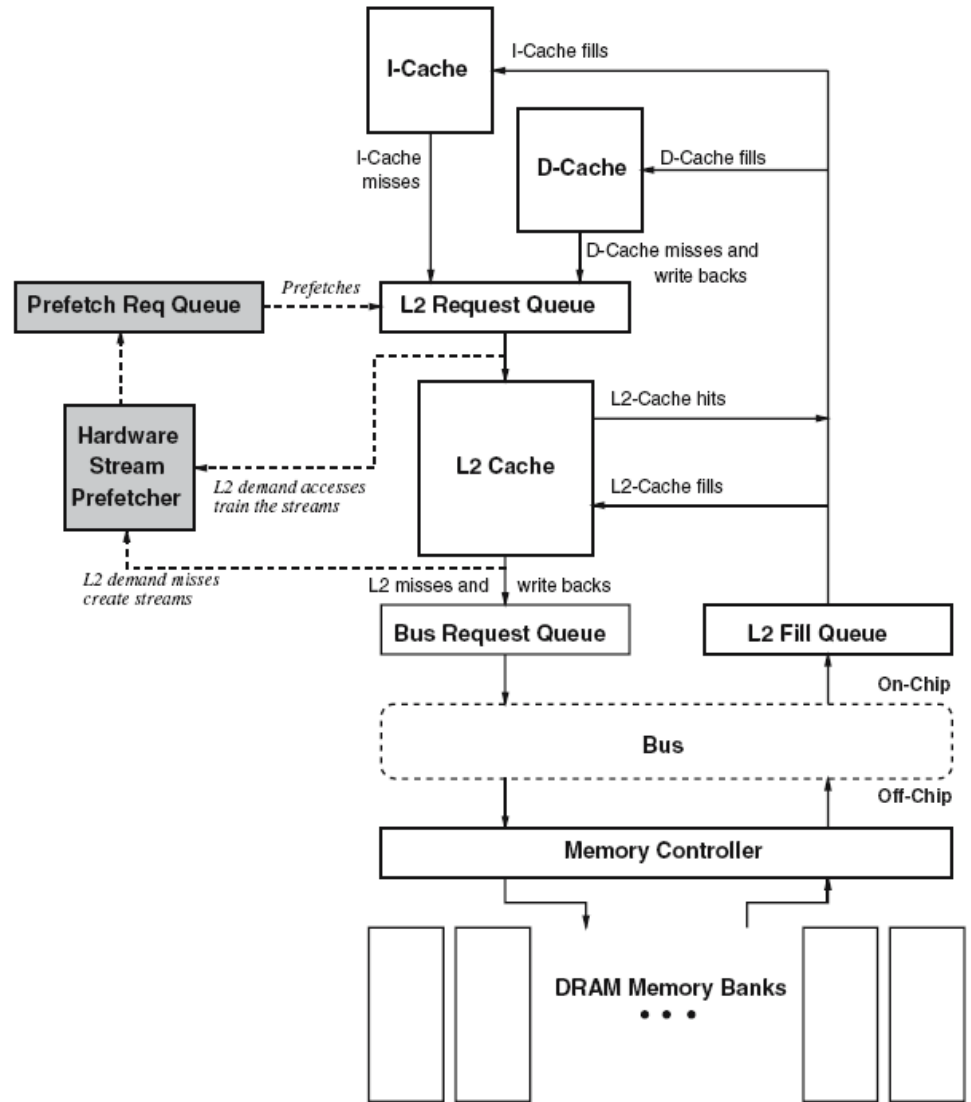 I-Cache fills
I-Cache
I-Cache
misses
D-Cache fills
D-Cache
D-Cache misses and
write backs
Prefetches
Prefetch Req Queue
L2 Request Queue
L2-Cache hits
Hardware
Stream
Prefetcher
L2 Cache
L2 demand accesses
train the streams
L2-Cache fills
L2 demand misses
create streams
L2 misses and write backs
Bus Request Queue
L2 Fill Queue
On-Chip
Bus
Off-Chip
Memory Controller
DRAM Memory Banks
• • •